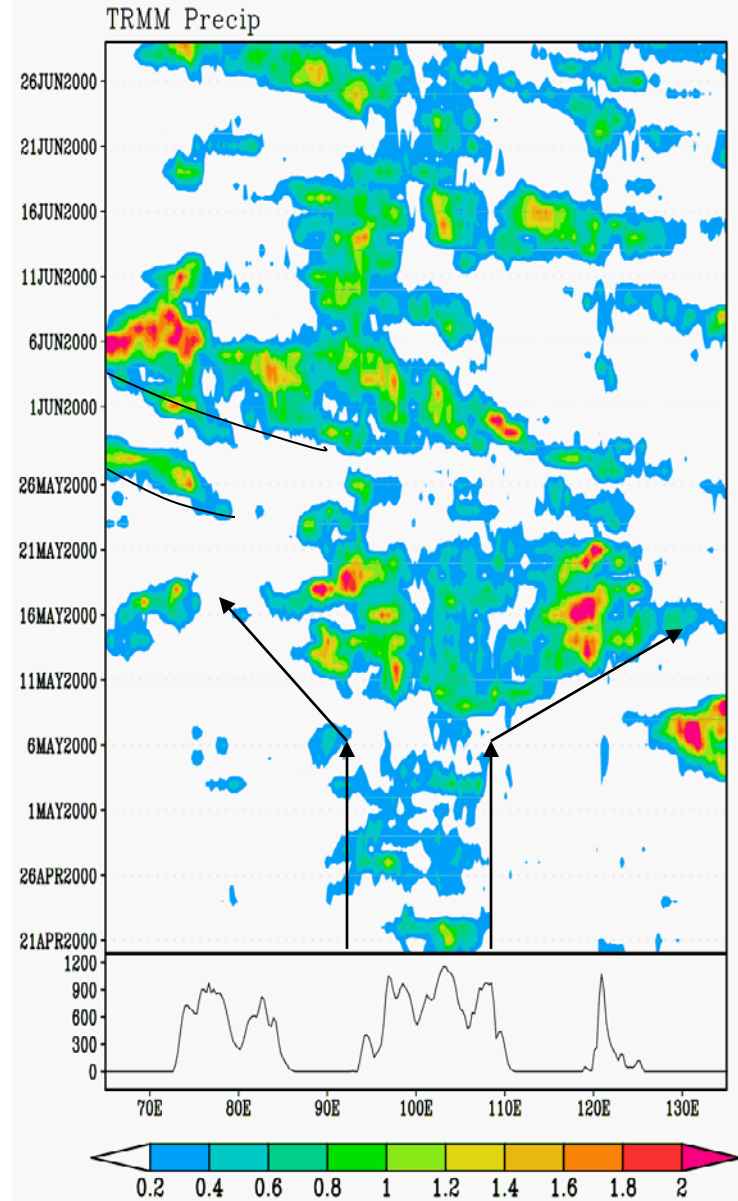 TRMM Precip
26JUN2000
21JUN2000
16JUN2000
11JUN2000
6JUN2000
1JUN2000
26MAY2000
21MAY2000
16MAY2000
11MAY2000
6MAY2000
1MAY2000
26APR2000
21APR2000
1200
900
600
300
0
70E 80E 90E 100E 110E 120E 130E
0.2 0.4 0.6 0.8 1 1.2 1.4 1.6 1.8 2